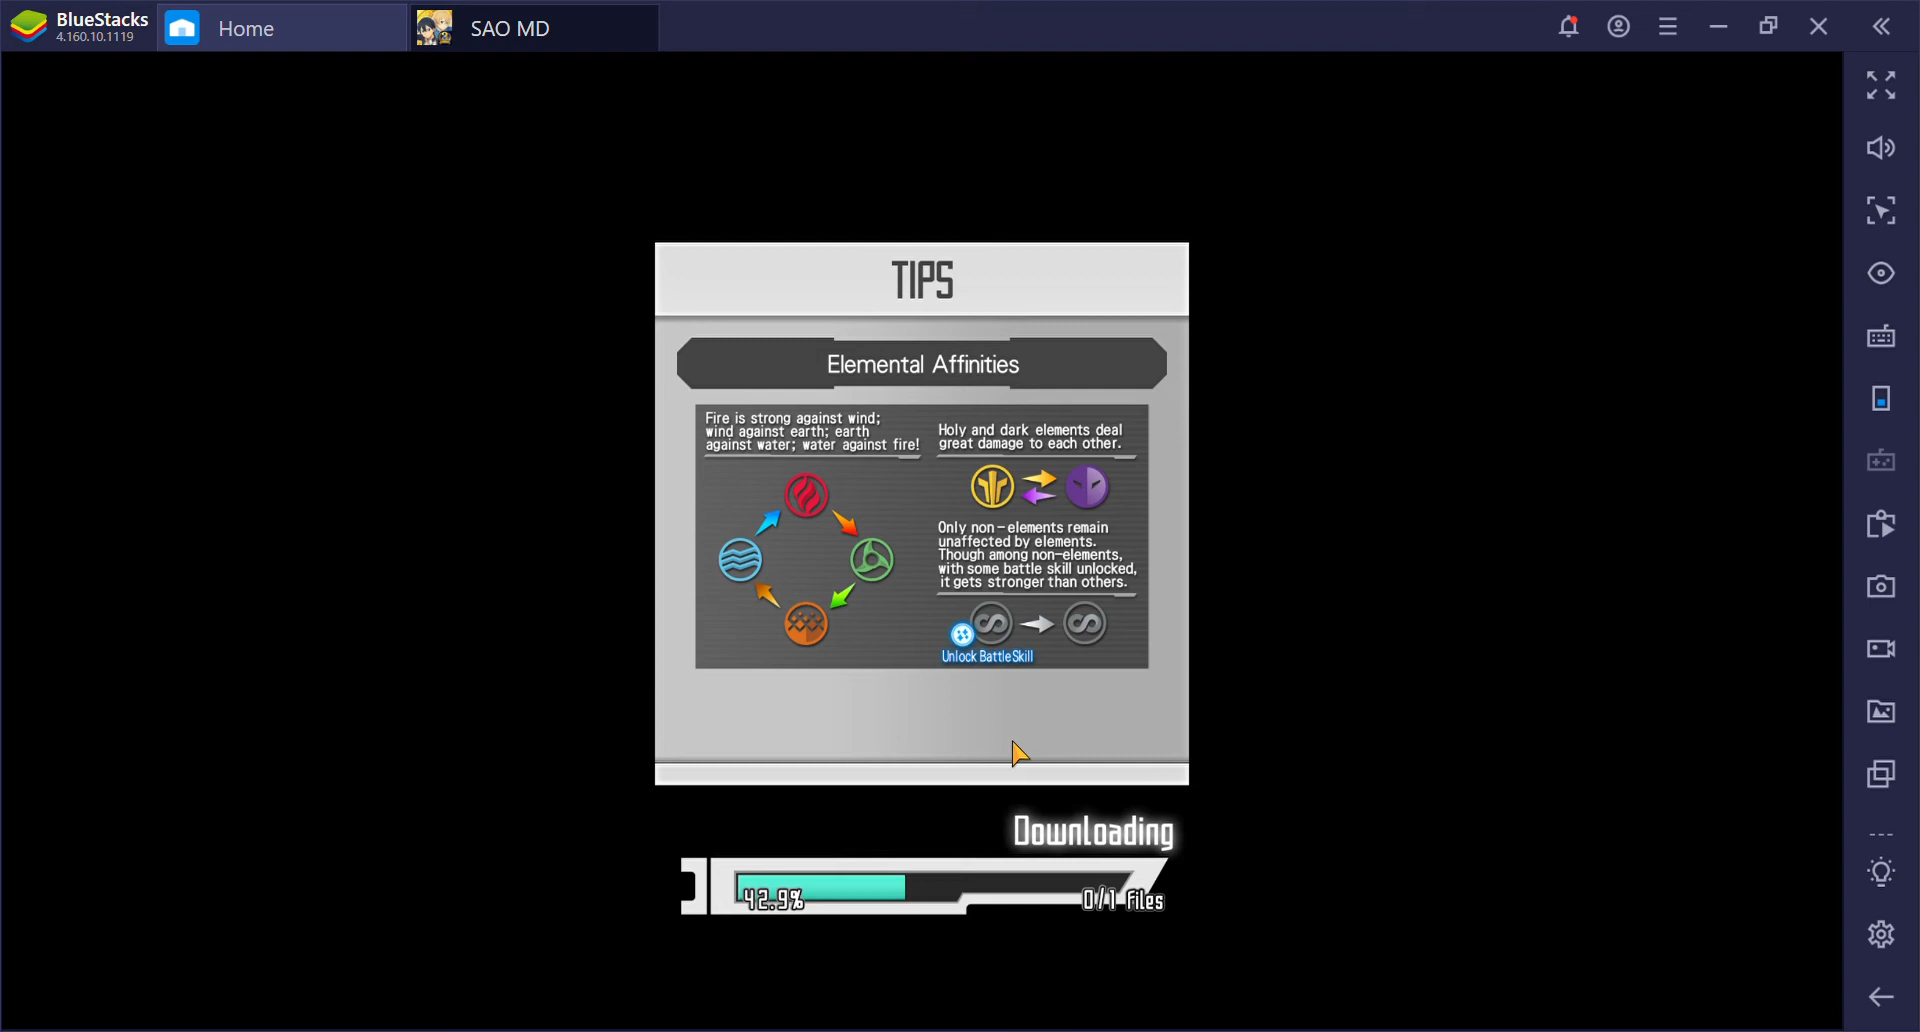 BlueStacks
4.160.10.1119
Home
SAO MD
TIPS
Elemental Affinities
Fire is strong against wind;
wind against earth; earth
against water; water against fire!
Holy and dark elements deal
great damage to each other.
Only non-elements remain
unaffected by elements.
Though among non-elements,
with some battle skill unlocked,
it gets stronger than others.
Unlock Battle Skill
Downloading
42.9%
0/1 files